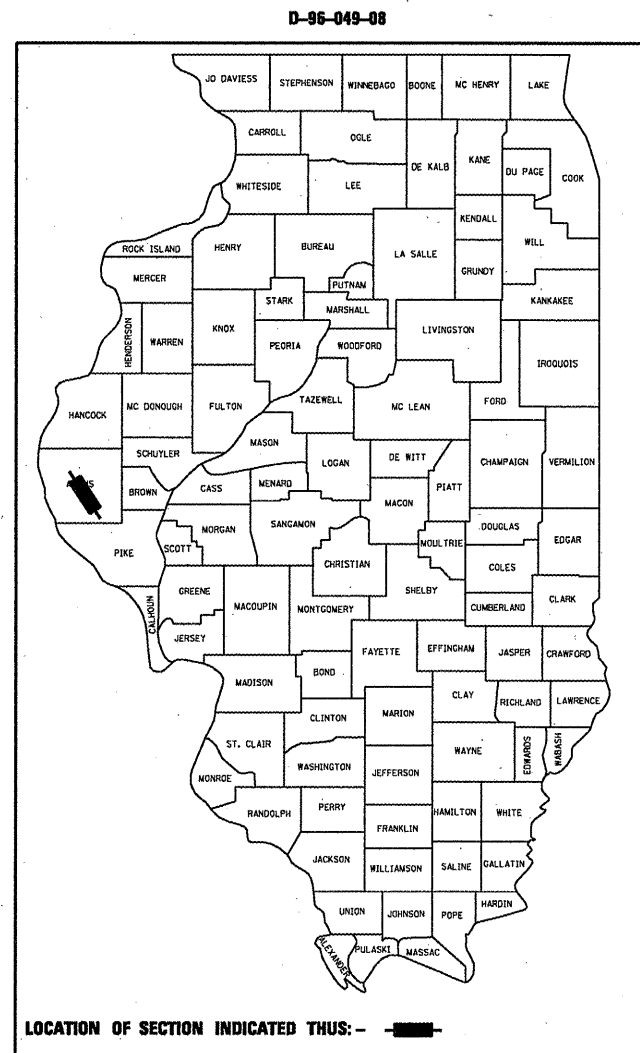 D-96-049-08
JO DAVIESS
STEPHENSON
WINNEBAGO
BOONE
MC HENRY
LAKE
CARROLL
OGLE
DE KALB
KANE
DU PAGE
COOK
WHITESIDE
LEE
KENDALL
ROCK ISLAND
HENRY
BUREAU
LA SALLE
WILL
GRUNDY
MERCER
PUTNAM
STARK
MARSHALL
KANKAKEE
HENDERSON
WARREN
KNOX
PEORIA
WOODFORD
LIVINGSTON
IROQUOIS
HANCOCK
MC DONOUGH
FULTON
TAZEWELL
MC LEAN
FORD
MASON
SCHUYLER
LOGAN
DE WITT
CHAMPAIGN
VERMILION
BROWN
CASS
MENARD
PIATT
MACON
MORGAN
SANGAMON
DOUGLAS
EDGAR
PIKE
SCOTT
CHRISTIAN
MOULTRIE
COLES
GREENE
MACOUPIN
MONTGOMERY
SHELBY
CUMBERLAND
CLARK
CALHOUN
JERSEY
FAYETTE
EFFINGHAM
JASPER
CRAWFORD
MADISON
BOND
CLAY
RICHLAND
LAWRENCE
CLINTON
MARION
ST. CLAIR
WAYNE
EDWARDS
WABASH
WASHINGTON
JEFFERSON
MONROE
RANDOLPH
PERRY
HAMILTON
WHITE
FRANKLIN
JACKSON
WILLIAMSON
SALINE
GALLATIN
UNION
JOHNSON
POPE
HARDIN
ALEXANDER
PULASKI
MASSAC
LOCATION OF SECTION INDICATED THUS:-